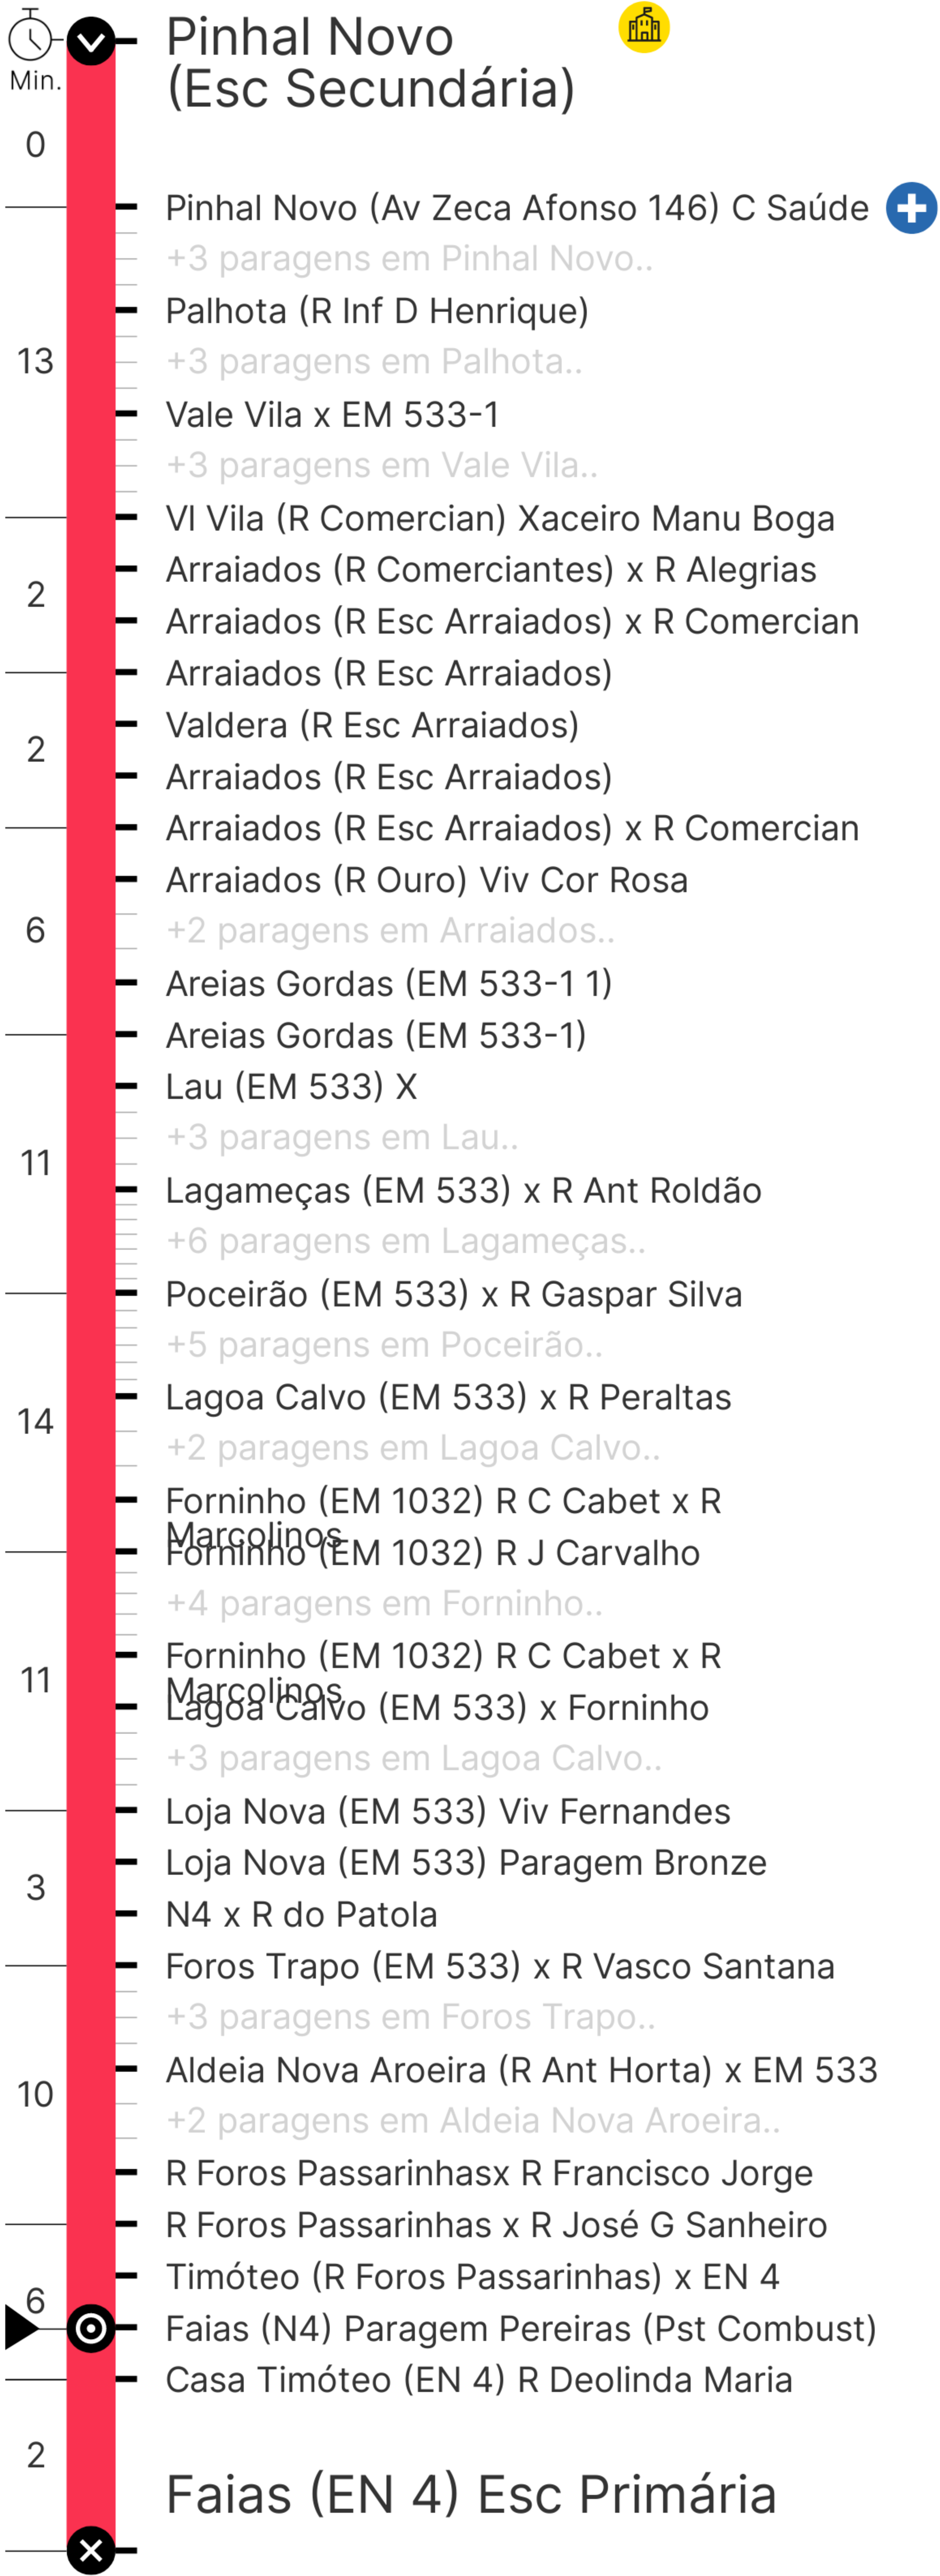 Pinhal Novo
(Esc Secundária)
Min.
0
Pinhal Novo (Av Zeca Afonso 146) C Saúde
+3 paragens em Pinhal Novo..
Palhota (R Inf D Henrique)
13
+3 paragens em Palhota..
Vale Vila x EM 533-1
+3 paragens em Vale Vila..
Vl Vila (R Comercian) Xaceiro Manu Boga
Arraiados (R Comerciantes) x R Alegrias
2
Arraiados (R Esc Arraiados) x R Comercian
Arraiados (R Esc Arraiados)
Valdera (R Esc Arraiados)
2
Arraiados (R Esc Arraiados)
Arraiados (R Esc Arraiados) x R Comercian
Arraiados (R Ouro) Viv Cor Rosa
6
+2 paragens em Arraiados..
Areias Gordas (EM 533-1 1)
Areias Gordas (EM 533-1)
Lau (EM 533) X
+3 paragens em Lau..
11
Lagameças (EM 533) x R Ant Roldão
+6 paragens em Lagameças..
Poceirão (EM 533) x R Gaspar Silva
+5 paragens em Poceirão..
Lagoa Calvo (EM 533) x R Peraltas
14
+2 paragens em Lagoa Calvo..
Forninho (EM 1032) R C Cabet x R
Marcolinos
Forninho (EM 1032) R J Carvalho
+4 paragens em Forninho..
Forninho (EM 1032) R C Cabet x R
11
Marcolinos
Lagoa Calvo (EM 533) x Forninho
+3 paragens em Lagoa Calvo..
Loja Nova (EM 533) Viv Fernandes
Loja Nova (EM 533) Paragem Bronze
3
N4 x R do Patola
Foros Trapo (EM 533) x R Vasco Santana
+3 paragens em Foros Trapo..
Aldeia Nova Aroeira (R Ant Horta) x EM 533
10
+2 paragens em Aldeia Nova Aroeira..
R Foros Passarinhasx R Francisco Jorge
R Foros Passarinhas x R José G Sanheiro
Timóteo (R Foros Passarinhas) x EN 4
6
Faias (N4) Paragem Pereiras (Pst Combust)
Casa Timóteo (EN 4) R Deolinda Maria
2
Faias (EN 4) Esc Primária